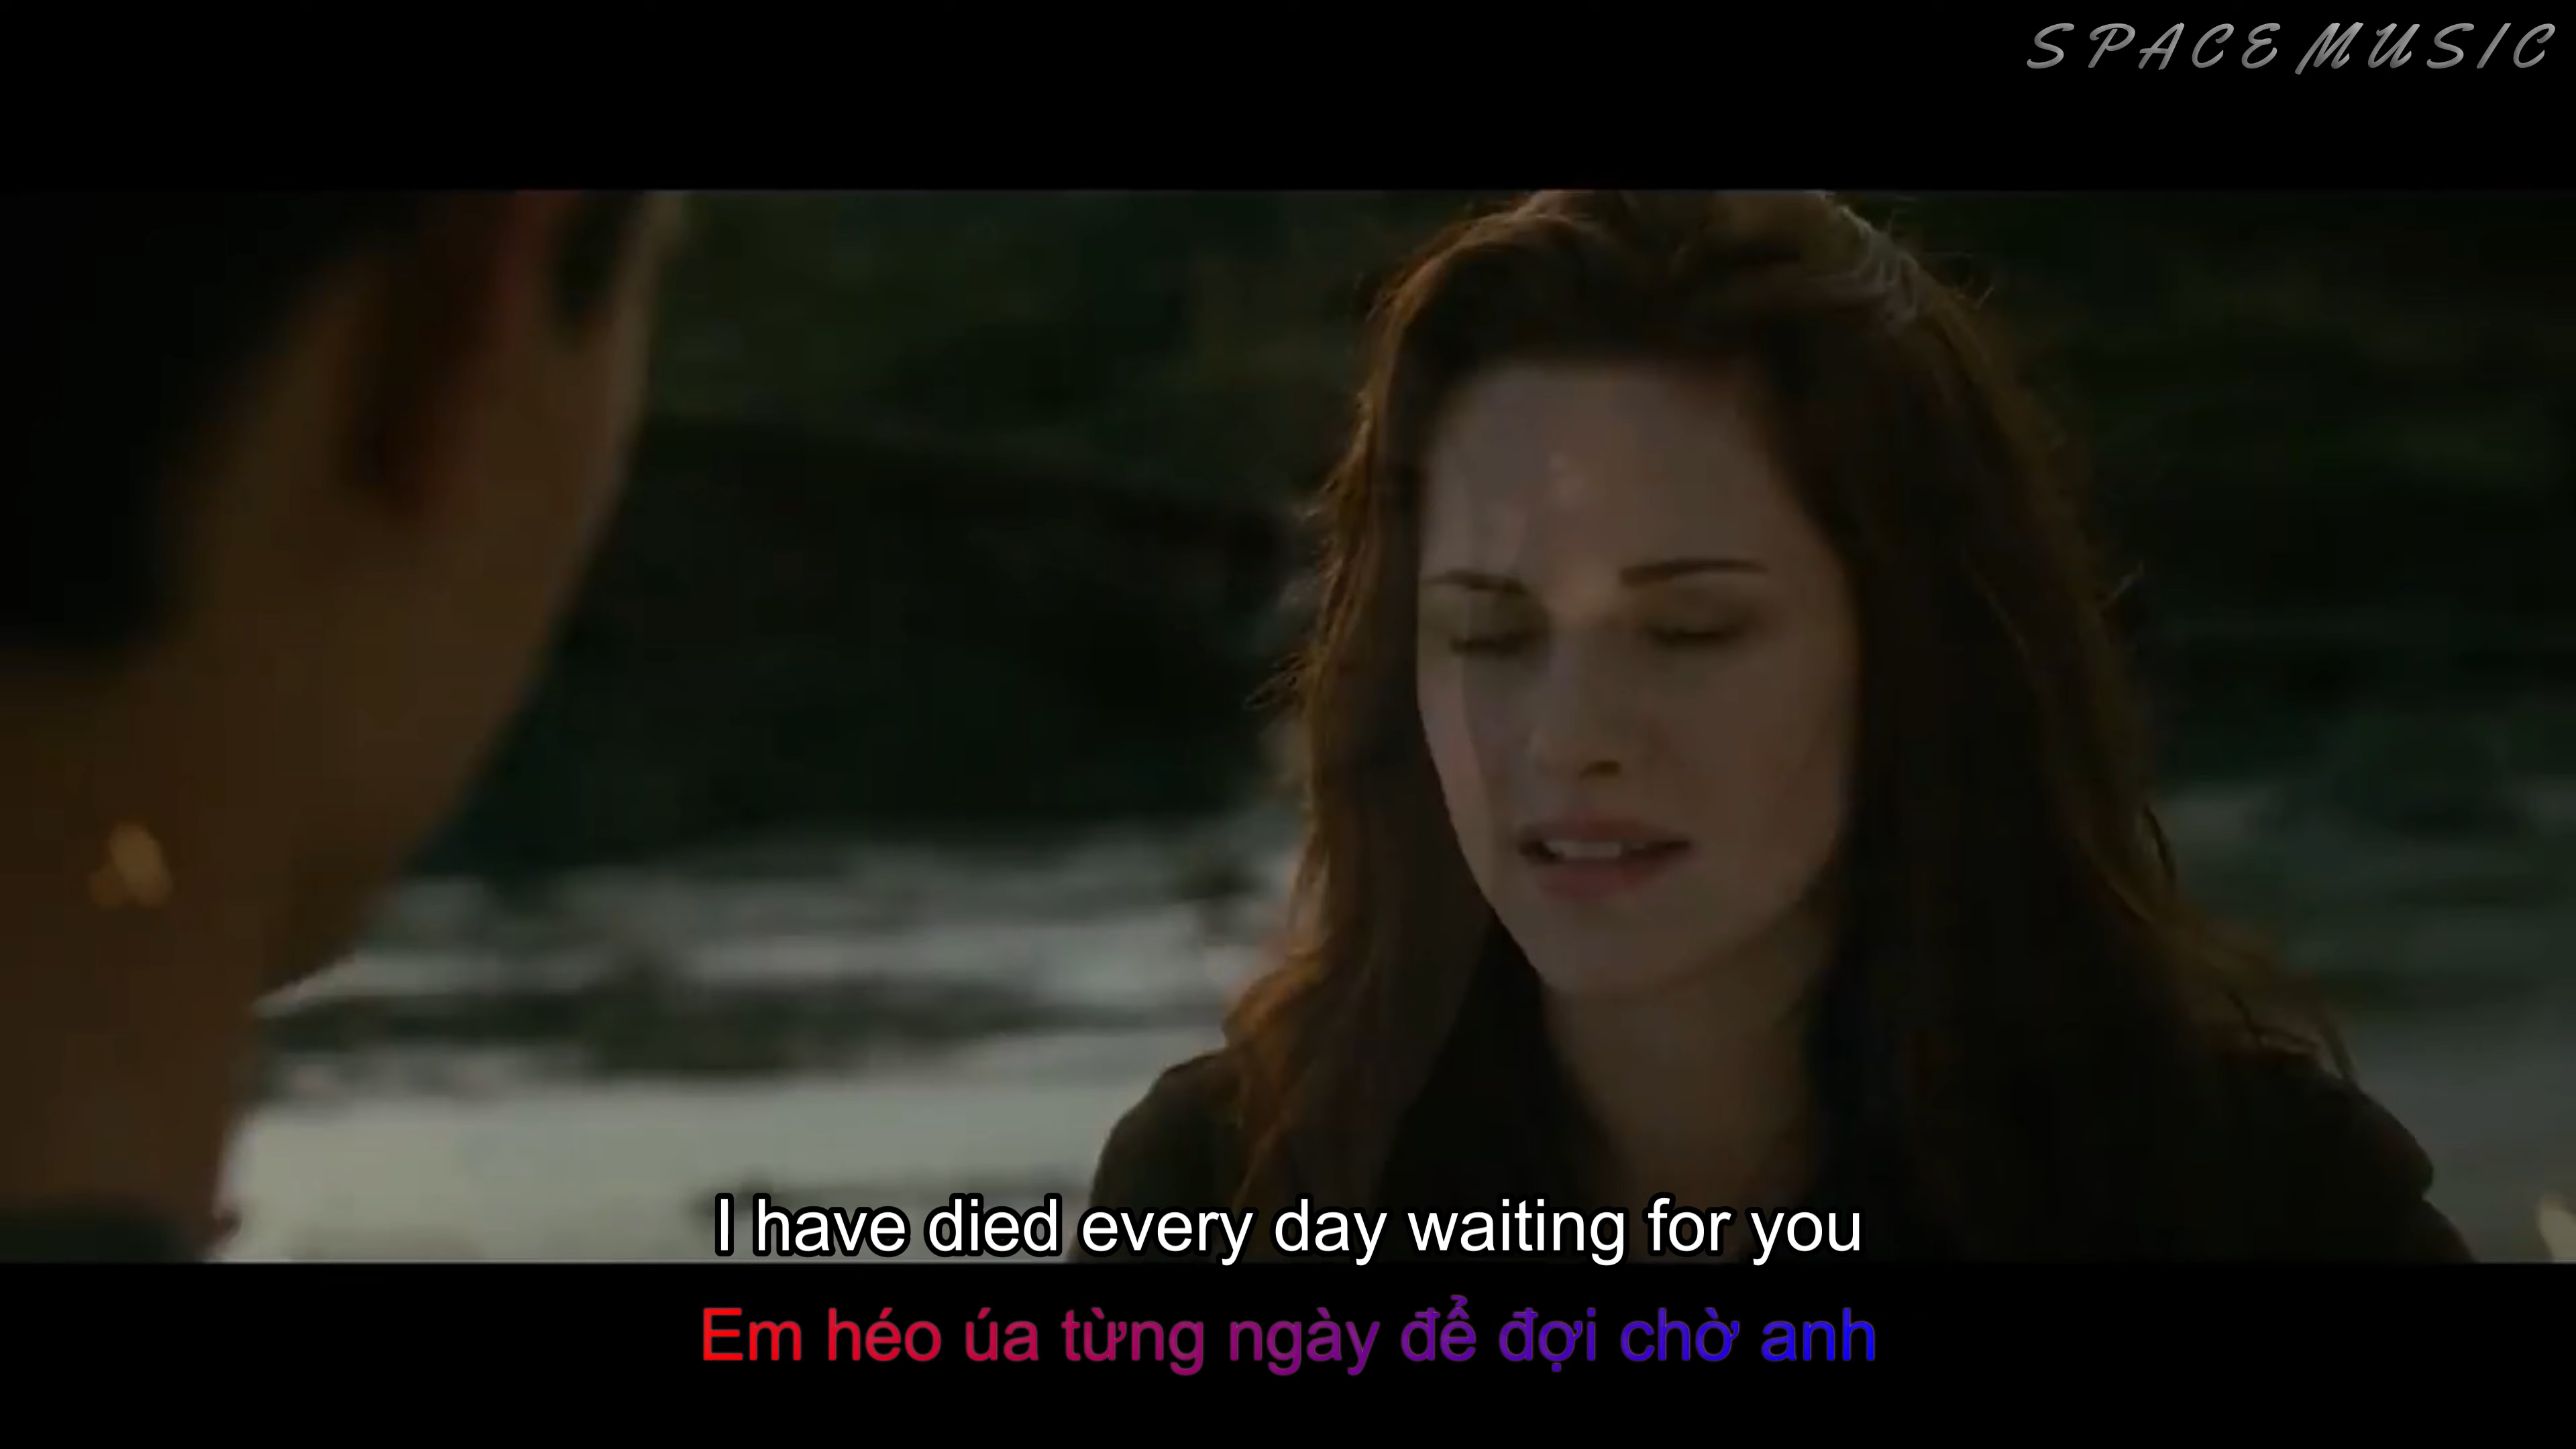 SPACE MUSIC
I have died every day waiting for you
Em héo úa từng ngày để đợi chờ anh